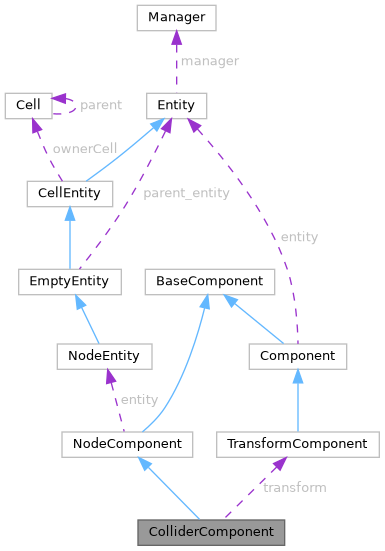 Manager
manager
Cell
parent
Entity
ownerCell
CellEntity
parent_entity
entity
EmptyEntity
BaseComponent
NodeEntity
Component
entity
NodeComponent
TransformComponent
transform
ColliderComponent